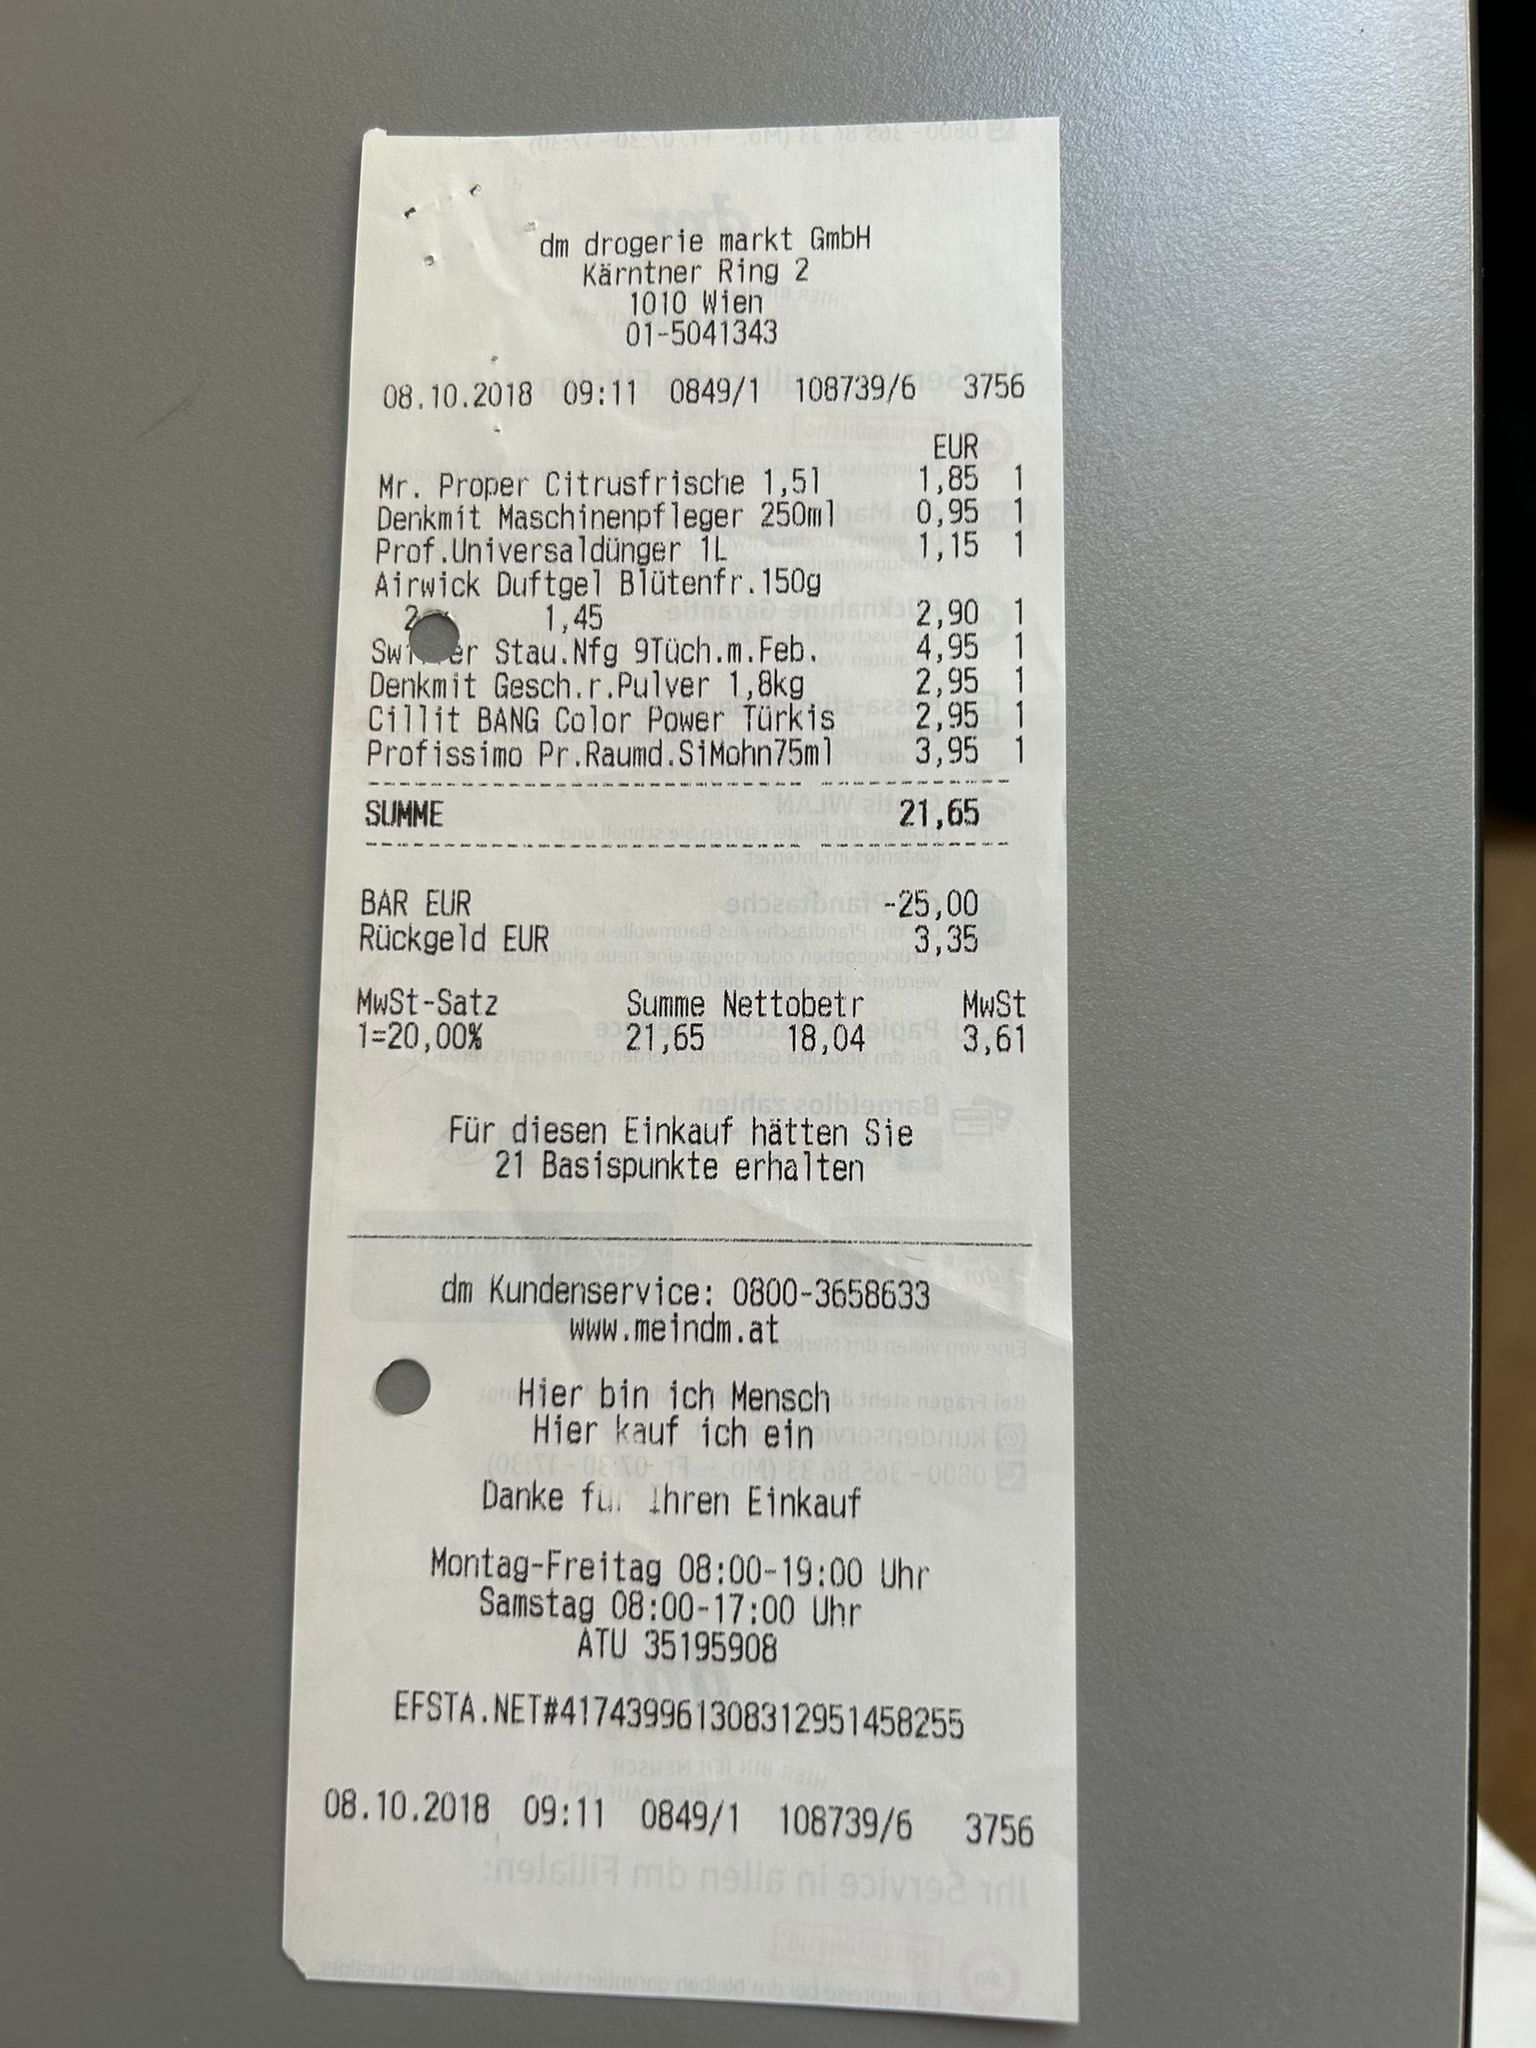 dm drogerie markt GmbH
Kärntner Ring 2
1010 Wien
01-5041343
08.10.2018 09:11 0849/1 108739/6 3756
EUR
Mr. Proper Citrusfrische 1,5l 1,85 1
Denkmit Maschinenpfleger 250ml 0,95 1
Prof.Universaldünger 1L 1,15 1
Airwick Duftgel Blütenfr.150g
2 1,45 2,90 1
Stau.Nfg 9Tüch.m.Feb. 4,95 1
Denkmit Gesch.r.Pulver 1,8kg 2,95 1
Cillit BANG Color Power Türkis 2,95 1
Profissimo Pr.Raumd.SiMohn75ml 3,95 1
SUMME 21,65
BAR EUR -25,00
Rückgeld EUR 3,35
MwSt-Satz Summe Nettobetr MwSt
1=20,00% 21,65 18,04 3,61
Für diesen Einkauf hätten Sie
21 Basispunkte erhalten
dm Kundenservice: 0800-3658633
www.meindm.at
Hier bin ich Mensch
Hier kauf ich ein
Danke für Ihren Einkauf
Montag-Freitag 08:00-19:00 Uhr
Samstag 08:00-17:00 Uhr
ATU 35195908
EFSTA.NET#417439961308312951458255
08.10.2018 09:11 0849/1 108739/6 3756